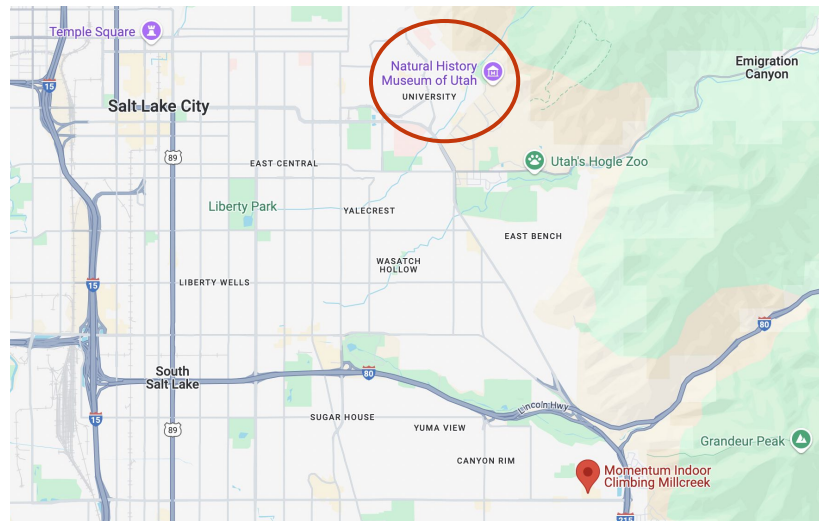 Temple Square
Natural History
Museum of Utah
UNIVERSITY
Emigration
Canyon
15
Salt Lake City
89
EAST CENTRAL
Utah's Hogle Zoo
Liberty Park
YALECREST
EAST BENCH
WASATCH
HOLLOW
15
LIBERTY WELLS
80
South
Salt Lake
80
15
89
SUGAR HOUSE
Lincoln Hwy
YUMA VIEW
Grandeur Peak
CANYON RIM
Momentum Indoor
Climbing Millcreek
215